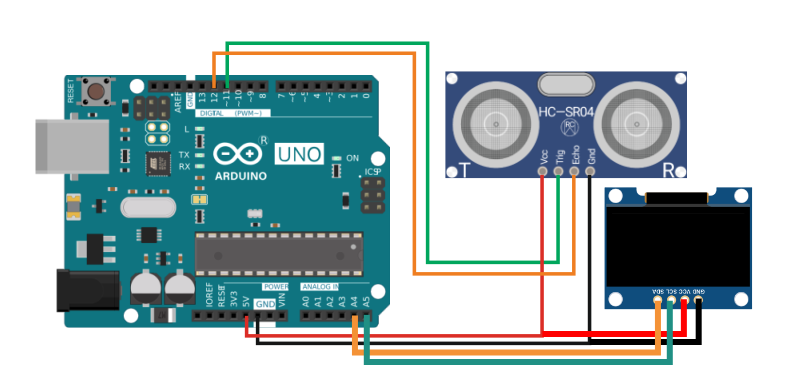 RESET
AREF
GND
13
12
~11
~10
~9
8
7
~6
~5
4
~3
2
1
0
DIGITAL (PWM~)
L
TX
RX
R
UNO
ARDUINO
ON
ICSP
IOREF
RESET
3V3
5V
GND
VIN
POWER
ANALOG IN
A0
A1
A2
A3
A4
A5
HC-SR04
RC
T
R
Vcc
Trig
Echo
Gnd
SDA
SCL
VCC
GND